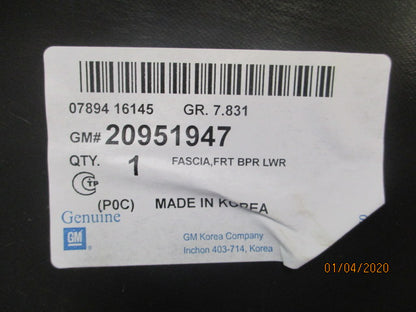 07894 16145 GR. 7.831
GM# 20951947
QTY. 1 FASCIA,FRT BPR LWR
CTP
(P0C) MADE IN KOREA
Genuine
GM
GM Korea Company
Inchon 403-714, Korea
01/04/2020